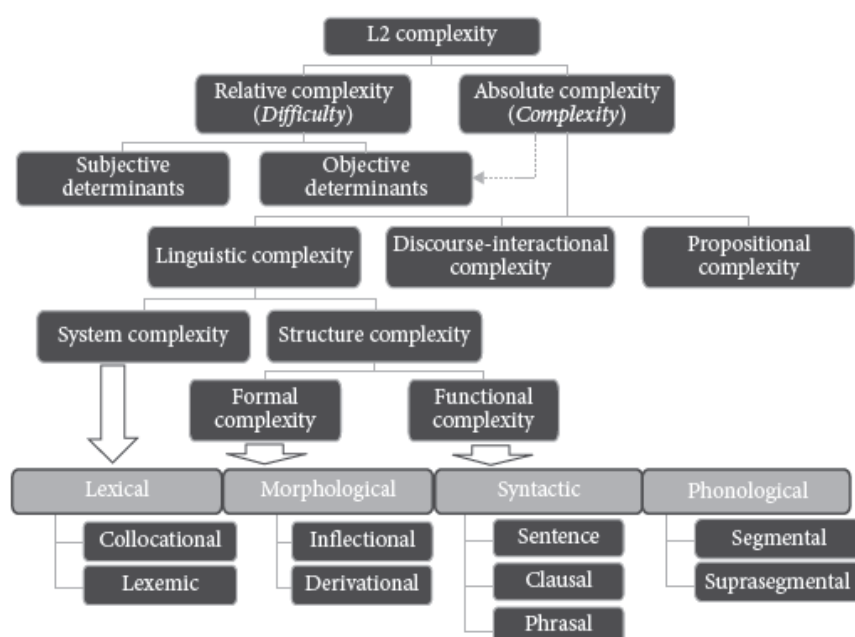 L2 complexity
Relative complexity
(Difficulty)
Absolute complexity
(Complexity)
Subjective
determinants
Objective
determinants
Linguistic complexity
Discourse-interactional
complexity
Propositional
complexity
System complexity
Structure complexity
Formal
complexity
Functional
complexity
Lexical
Morphological
Syntactic
Phonological
Collocational
Lexemic
Inflectional
Derivational
Sentence
Clausal
Phrasal
Segmental
Suprasegmental